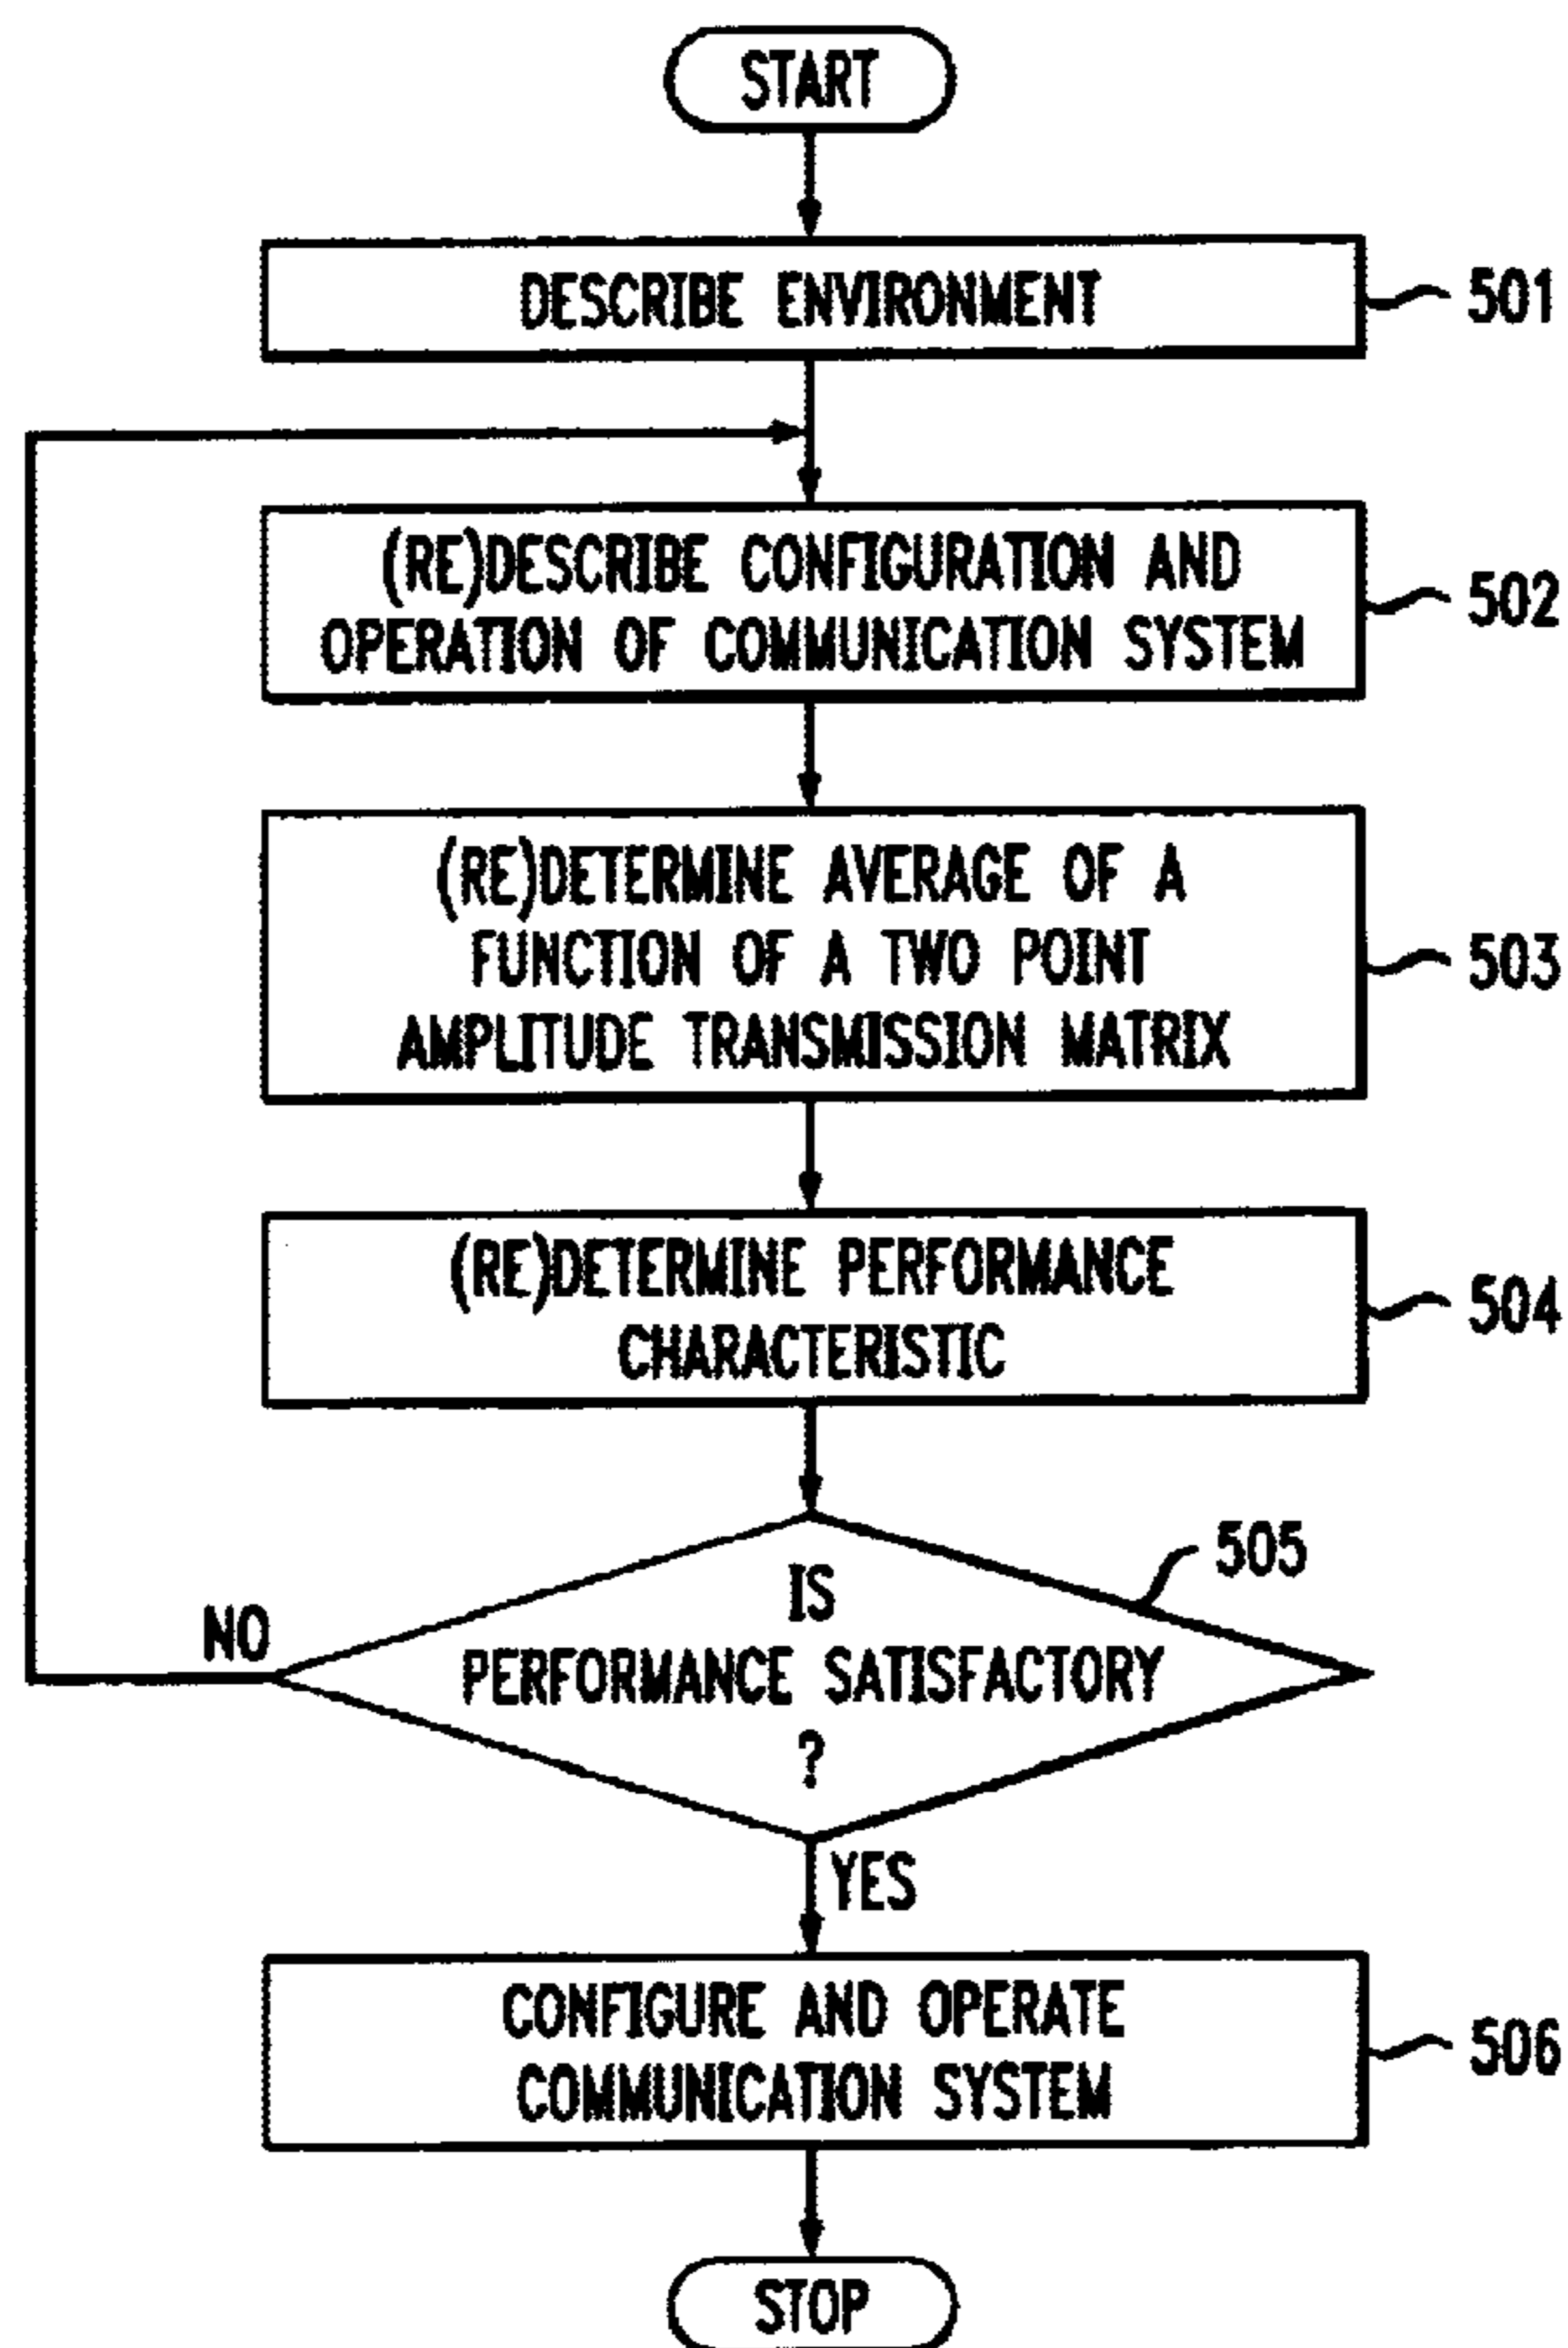 START
DESCRIBE ENVIRONMENT
501
(RE)DESCRIBE CONFIGURATION AND
OPERATION OF COMMUNICATION SYSTEM
502
(RE)DETERMINE AVERAGE OF A
FUNCTION OF A TWO POINT
AMPLITUDE TRANSMISSION MATRIX
503
(RE)DETERMINE PERFORMANCE
CHARACTERISTIC
504
505
IS
PERFORMANCE SATISFACTORY
?
NO
YES
CONFIGURE AND OPERATE
COMMUNICATION SYSTEM
506
STOP